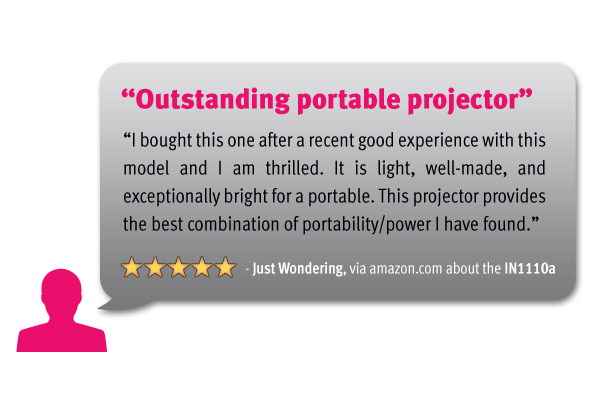 “Outstanding portable projector”
“I bought this one after a recent good experience with this
model and I am thrilled. It is light, well-made, and
exceptionally bright for a portable. This projector provides
the best combination of portability/power I have found.”
- Just Wondering, via amazon.com about the IN1110a